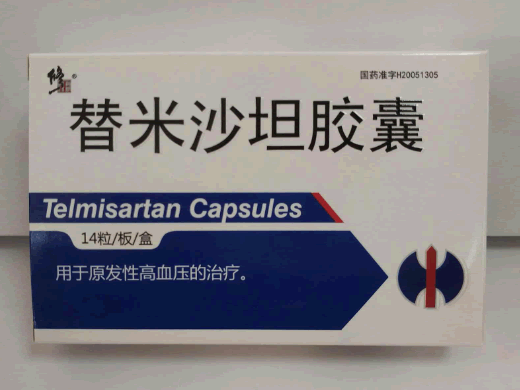 修
国药准字H20051305
替米沙坦胶囊
Telmisartan Capsules
14粒/板/盒
用于原发性高血压的治疗。